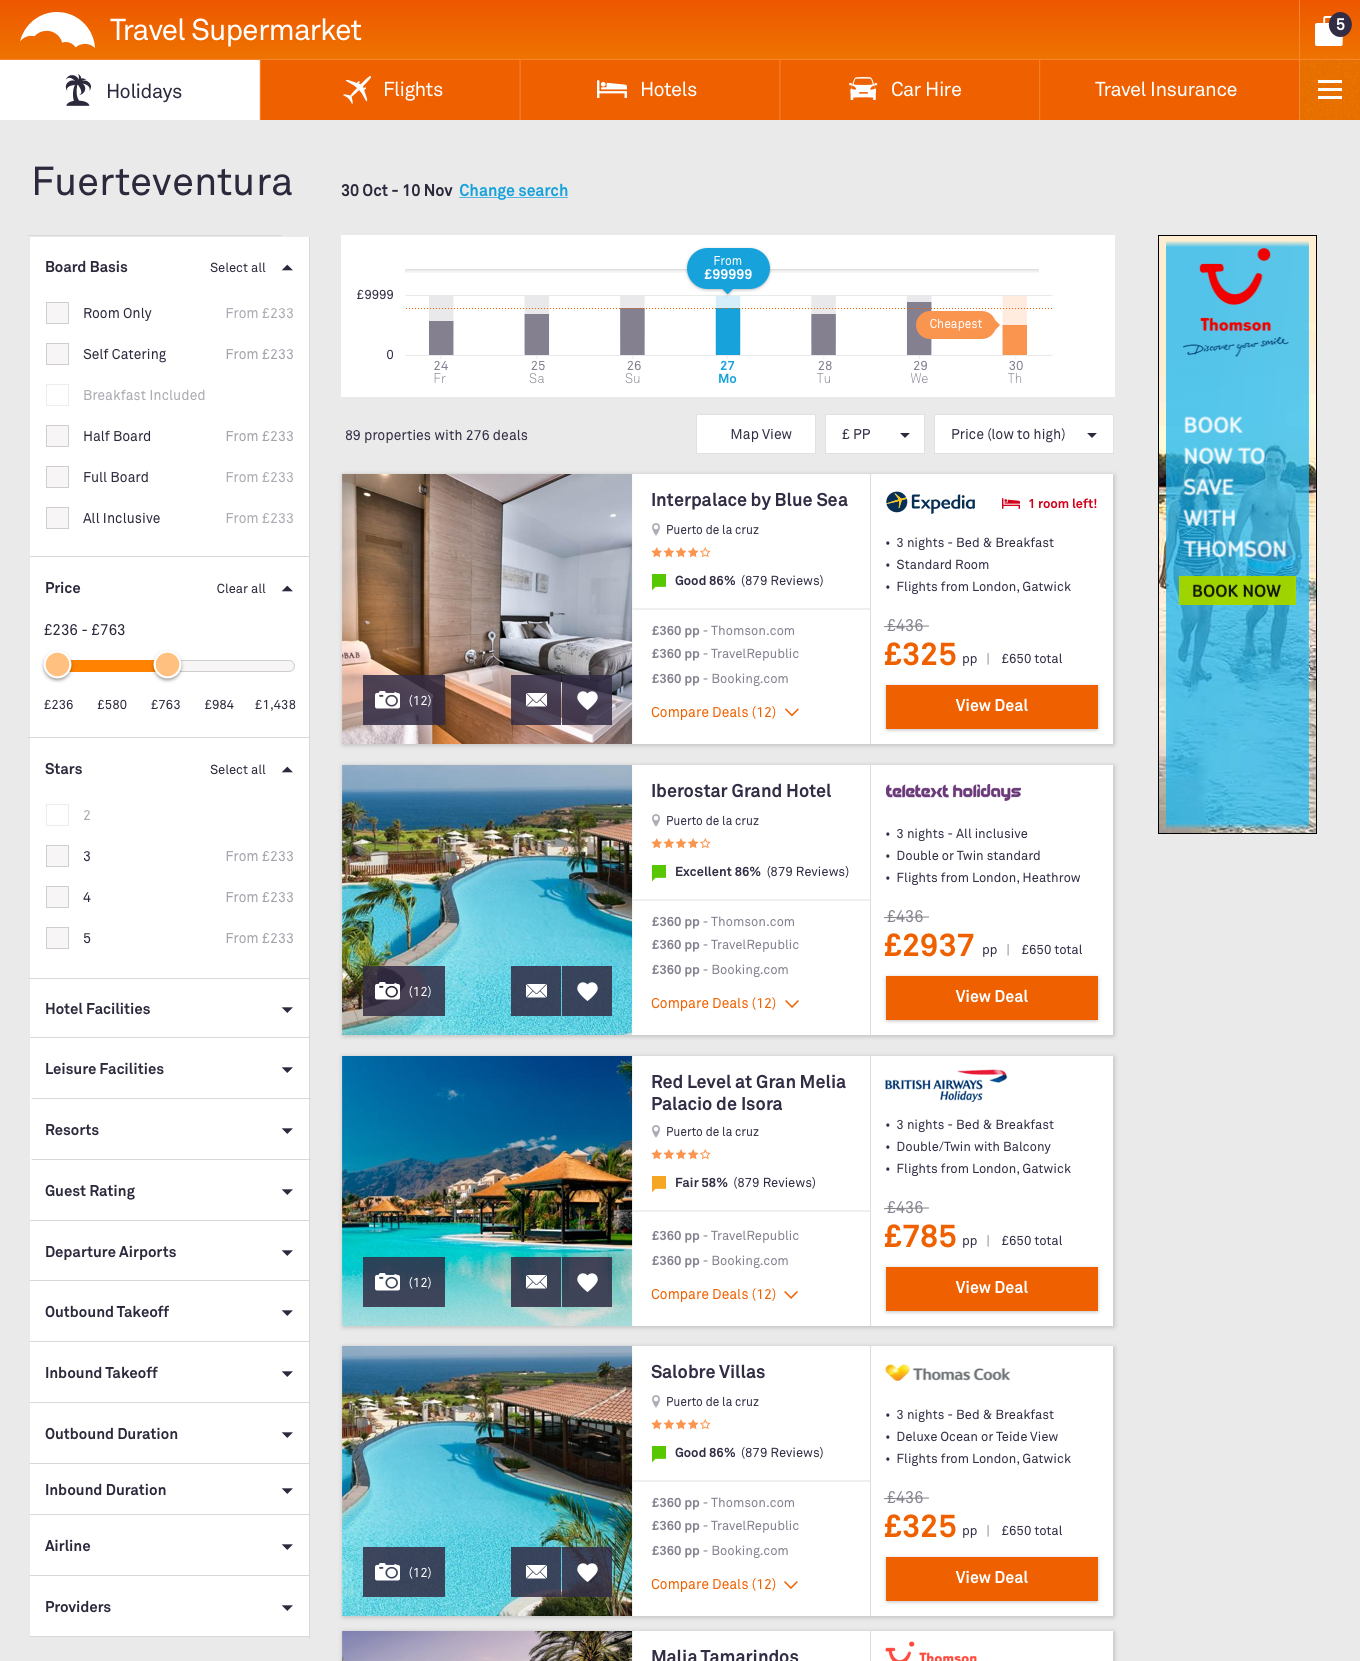 Travel Supermarket
5
Holidays
Flights
Hotels
Car Hire
Travel Insurance
Fuerteventura
30 Oct - 10 Nov Change search
Board Basis Select all
Room Only From £233
Self Catering From £233
Breakfast Included
Half Board From £233
Full Board From £233
All Inclusive From £233
Price Clear all
£236 - £763
£236 £580 £763 £984 £1,438
Stars Select all
2
3 From £233
4 From £233
5 From £233
Hotel Facilities
Leisure Facilities
Resorts
Guest Rating
Departure Airports
Outbound Takeoff
Inbound Takeoff
Outbound Duration
Inbound Duration
Airline
Providers
From
£99999
£9999
Cheapest
0
24 25 26 27 28 29 30
Fr Sa Su Mo Tu We Th
89 properties with 276 deals
Map View
£ PP
Price (low to high)
(12)
Interpalace by Blue Sea
Puerto de la cruz
Good 86% (879 Reviews)
£360 pp - Thomson.com
£360 pp - TravelRepublic
£360 pp - Booking.com
Compare Deals (12)
Expedia
1 room left!
• 3 nights - Bed & Breakfast
• Standard Room
• Flights from London, Gatwick
£436
£325 pp | £650 total
View Deal
(12)
Iberostar Grand Hotel
Puerto de la cruz
Excellent 86% (879 Reviews)
£360 pp - Thomson.com
£360 pp - TravelRepublic
£360 pp - Booking.com
Compare Deals (12)
teletext holidays
• 3 nights - All inclusive
• Double or Twin standard
• Flights from London, Heathrow
£436
£2937 pp | £650 total
View Deal
(12)
Red Level at Gran Melia
Palacio de Isora
Puerto de la cruz
Fair 58% (879 Reviews)
£360 pp - TravelRepublic
£360 pp - Booking.com
Compare Deals (12)
BRITISH AIRWAYS
Holidays
• 3 nights - Bed & Breakfast
• Double/Twin with Balcony
• Flights from London, Gatwick
£436
£785 pp | £650 total
View Deal
(12)
Salobre Villas
Puerto de la cruz
Good 86% (879 Reviews)
£360 pp - Thomson.com
£360 pp - TravelRepublic
£360 pp - Booking.com
Compare Deals (12)
Thomas Cook
• 3 nights - Bed & Breakfast
• Deluxe Ocean or Teide View
• Flights from London, Gatwick
£436
£325 pp | £650 total
View Deal
Malia Tamarindos
Thomson
Thomson
Discover your smile
BOOK
NOW TO
SAVE
WITH
THOMSON
BOOK NOW